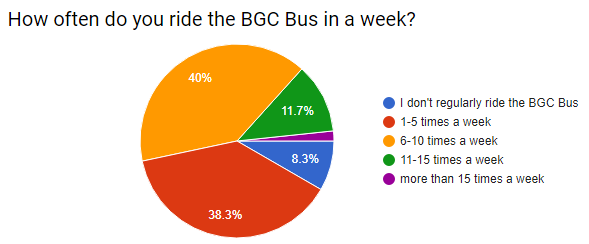 How often do you ride the BGC Bus in a week?
40%
11.7%
8.3%
38.3%
I don't regularly ride the BGC Bus
1-5 times a week
6-10 times a week
11-15 times a week
more than 15 times a week